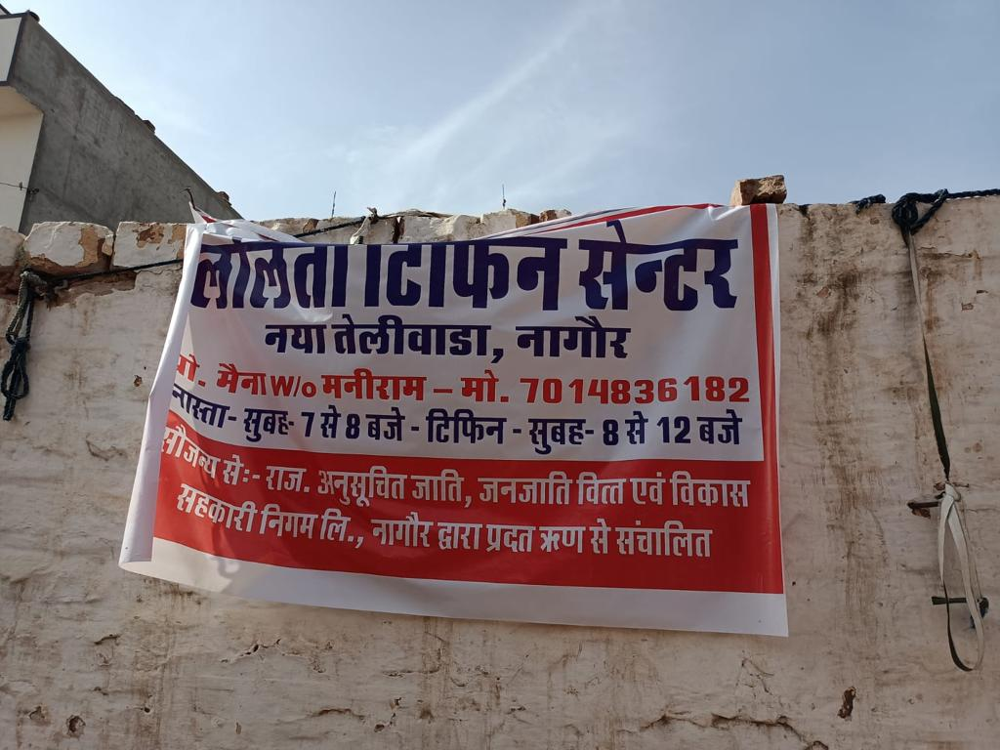 ललिता टिफिन सेन्टर
नया तेलीवाडा, नागौर
प्रो. मैना W/o मनीराम – मो. 7014836182
नास्ता- सुबह- 7 से 8 बजे - टिफिन - सुबह- 8 से 12 बजे
सौजन्य से:- राज. अनुसूचित जाति, जनजाति वित्त एवं विकास
सहकारी निगम लि., नागौर द्वारा प्रदत ऋण से संचालित